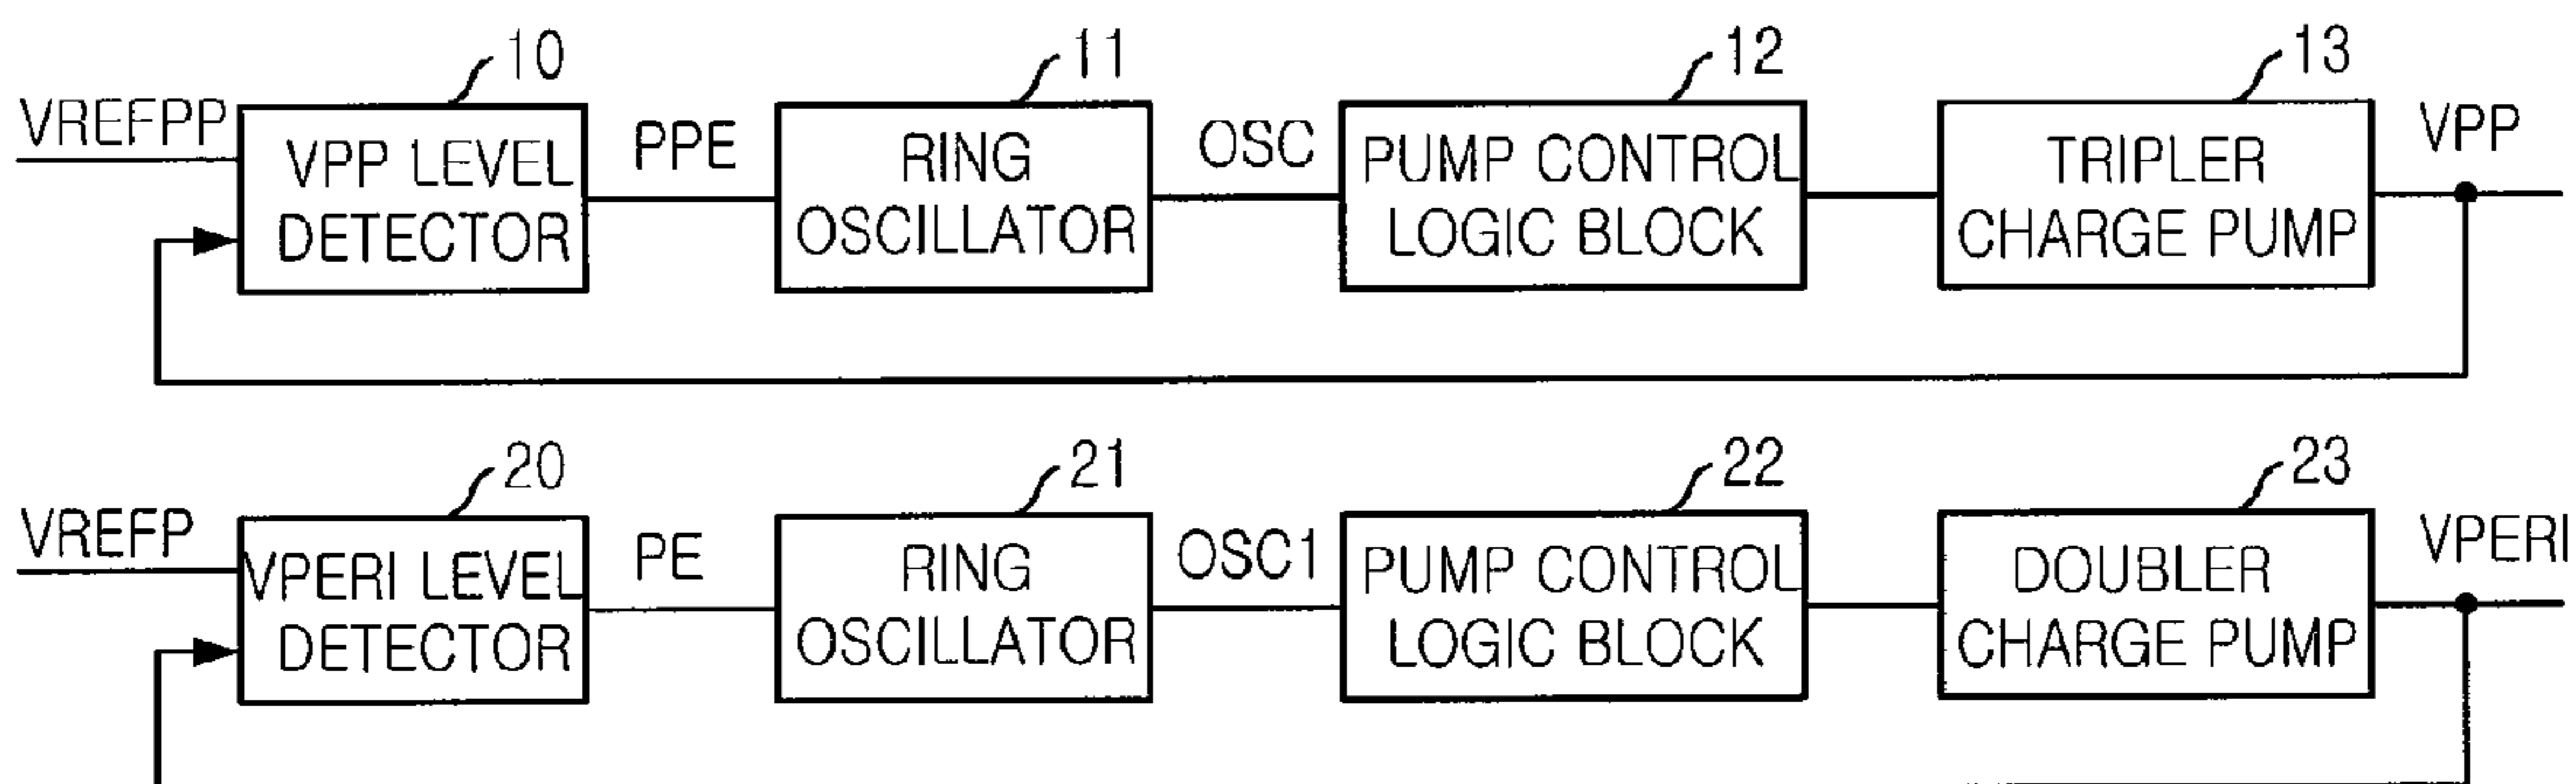 10
11
12
13
VREFPP
VPP LEVEL
DETECTOR
PPE
RING
OSCILLATOR
OSC
PUMP CONTROL
LOGIC BLOCK
TRIPLER
CHARGE PUMP
VPP
20
21
22
23
VREFP
VPERI LEVEL
DETECTOR
PE
RING
OSCILLATOR
OSC1
PUMP CONTROL
LOGIC BLOCK
DOUBLER
CHARGE PUMP
VPERI